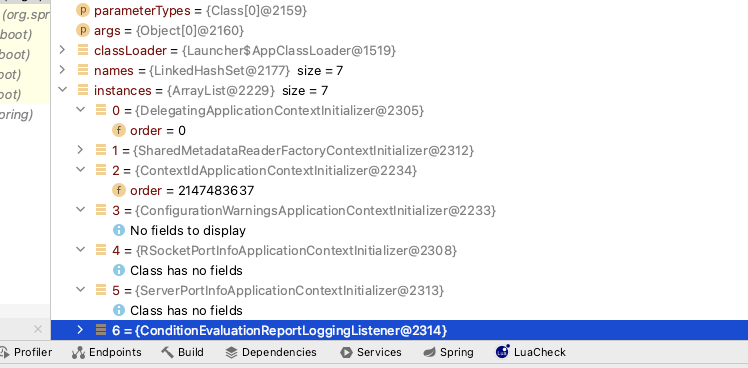 (org.spr
boot)
boot)
oot)
oot)
oring)
p parameterTypes = {Class[0]@2159}
p args = {Object[0]@2160}
classLoader = {Launcher$AppClassLoader@1519}
names = {LinkedHashSet@2177} size = 7
instances = {ArrayList@2229} size = 7
0 = {DelegatingApplicationContextInitializer@2305}
f order = 0
1 = {SharedMetadataReaderFactoryContextInitializer@2312}
2 = {ContextIdApplicationContextInitializer@2234}
f order = 2147483637
3 = {ConfigurationWarningsApplicationContextInitializer@2233}
No fields to display
4 = {RSocketPortInfoApplicationContextInitializer@2308}
Class has no fields
5 = {ServerPortInfoApplicationContextInitializer@2313}
Class has no fields
6 = {ConditionEvaluationReportLoggingListener@2314}
Profiler Endpoints Build Dependencies Services Spring LuaCheck